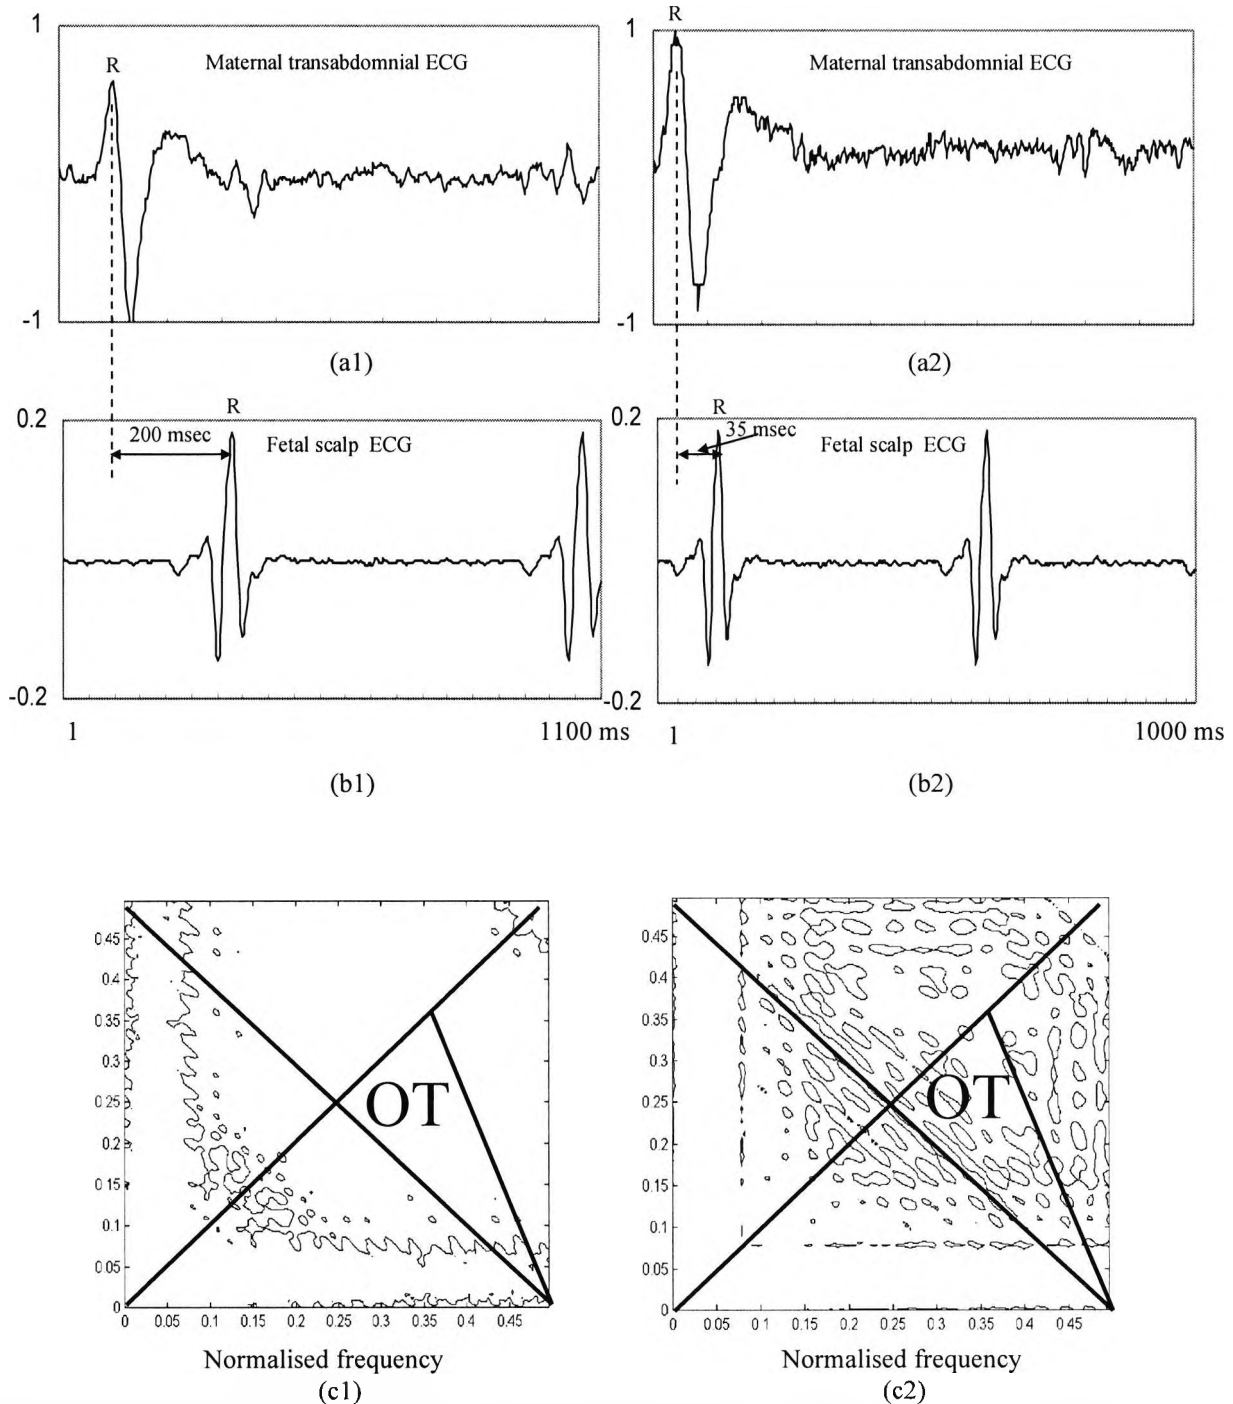 R
1 Maternal transabdomnial ECG
R
1 Maternal transabdomnial ECG
-1
-1
(a1)
(a2)
0.2 R
200 msec Fetal scalp ECG
0.2 R
35 msec Fetal scalp ECG
-0.2
-0.2
1 1100 ms
1 1000 ms
(b1)
(b2)
0.45
0.4
0.35
0.3
0.25
0.2
0.15
0.1
0.05
0
OT
0 0.05 0.1 0.15 0.2 0.25 0.3 0.35 0.4 0.45
Normalised frequency
(c1)
0.45
0.4
0.35
0.3
0.25
0.2
0.15
0.1
0.05
0
OT
0 0.05 0.1 0.15 0.2 0.25 0.3 0.35 0.4 0.45
Normalised frequency
(c2)